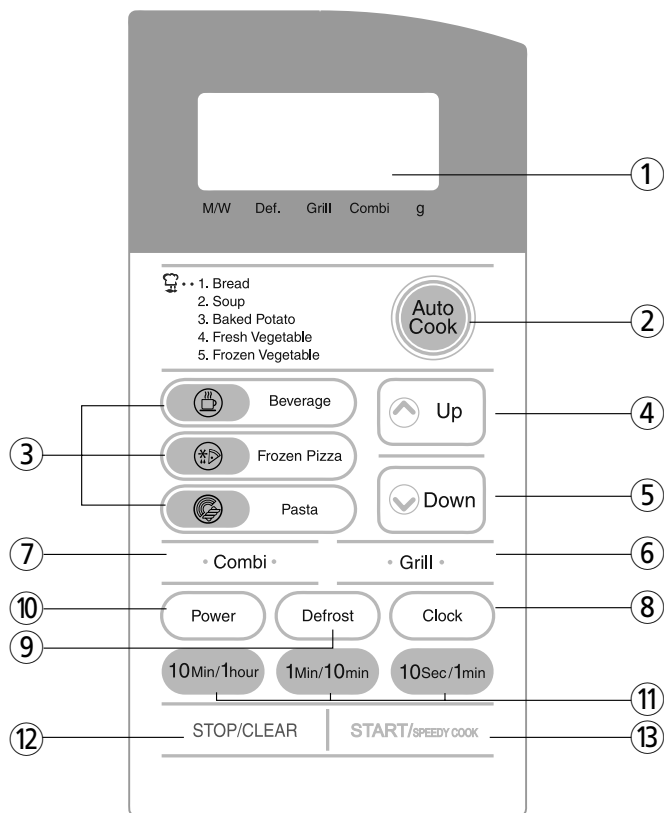 ①
M/W Def. Grill Combi g
1. Bread
2. Soup
3. Baked Potato
4. Fresh Vegetable
5. Frozen Vegetable
Auto
Cook
②
Beverage
Up
④
③
Frozen Pizza
Pasta
Down
⑤
⑦
· Combi ·
· Grill ·
⑥
⑩
Power
Defrost
Clock
⑧
⑨
10Min/1hour
1Min/10min
10Sec/1min
⑪
⑫
STOP/CLEAR
START/SPEEDY COOK
⑬